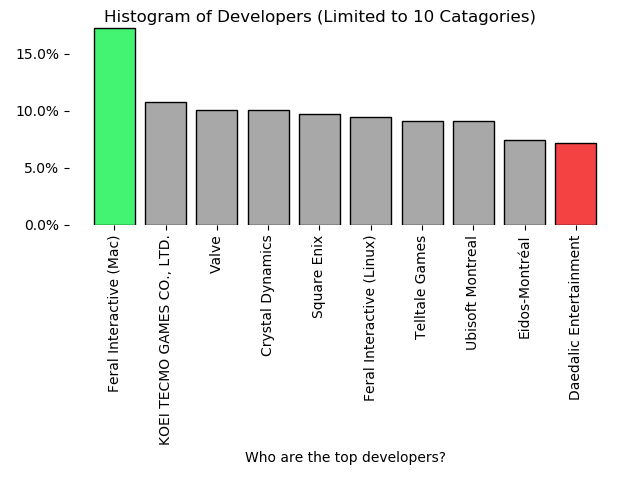 Histogram of Developers (Limited to 10 Catagories)
15.0%
10.0%
5.0%
0.0%
Feral Interactive (Mac)
KOEI TECMO GAMES CO., LTD.
Valve
Crystal Dynamics
Square Enix
Feral Interactive (Linux)
Telltale Games
Ubisoft Montreal
Eidos-Montréal
Daedalic Entertainment
Who are the top developers?